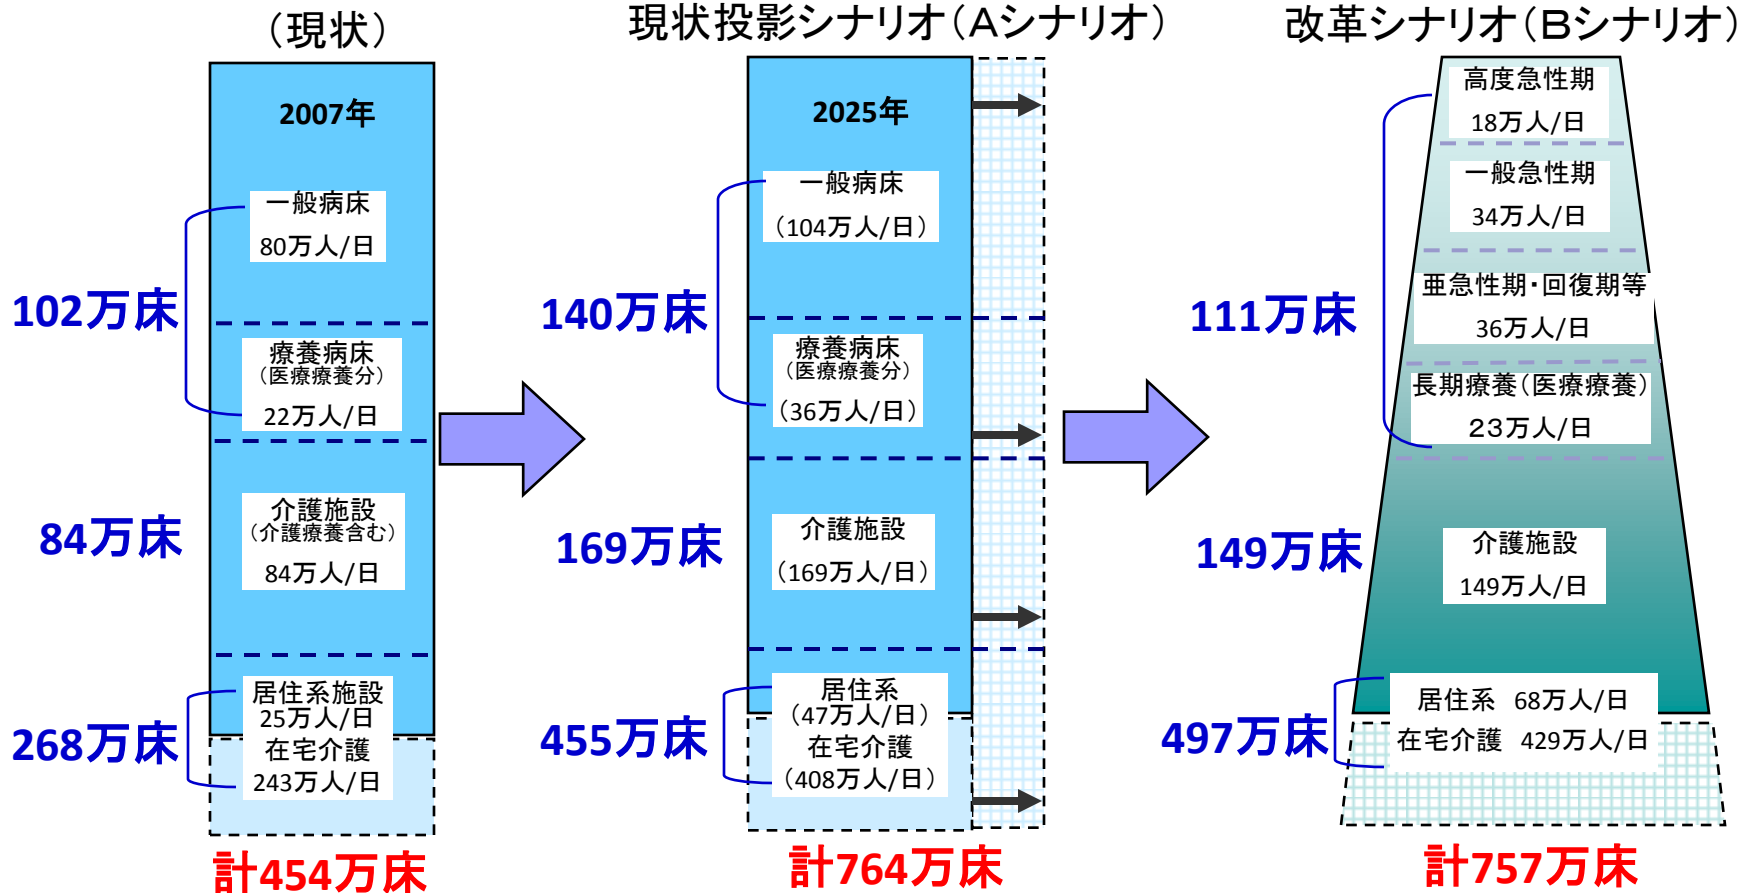 （現状）
2007年
一般病床
80万人/日
102万床
療養病床
（医療療養分）
22万人/日
84万床
介護施設
（介護療養含む）
84万人/日
268万床
居住系施設
25万人/日
在宅介護
243万人/日
計454万床
現状投影シナリオ（Aシナリオ）
2025年
一般病床
（104万人/日）
140万床
療養病床
（医療療養分）
（36万人/日）
169万床
介護施設
（169万人/日）
455万床
居住系
（47万人/日）
在宅介護
（408万人/日）
計764万床
改革シナリオ（Bシナリオ）
高度急性期
18万人/日
一般急性期
34万人/日
111万床
亜急性期・回復期等
36万人/日
長期療養（医療療養）
２３万人/日
149万床
介護施設
149万人/日
497万床
居住系 68万人/日
在宅介護 429万人/日
計757万床